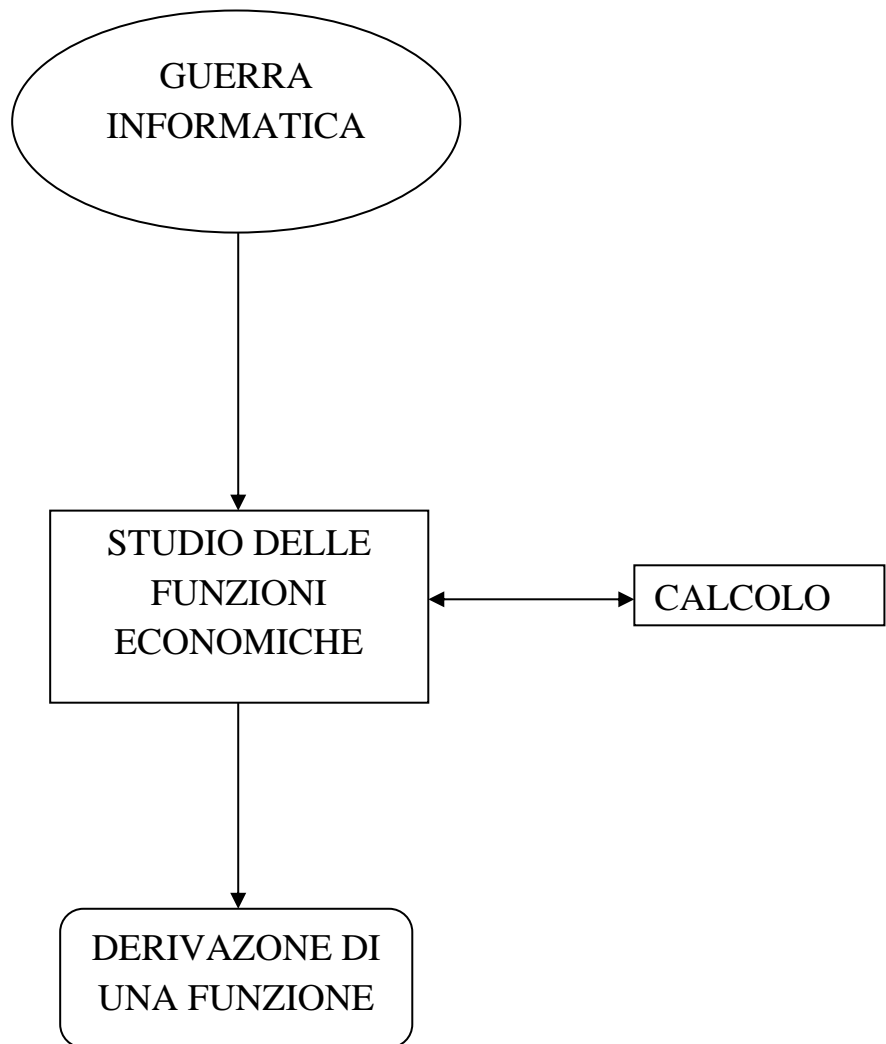 GUERRA
INFORMATICA
STUDIO DELLE
FUNZIONI
ECONOMICHE
CALCOLO
DERIVAZONE DI
UNA FUNZIONE